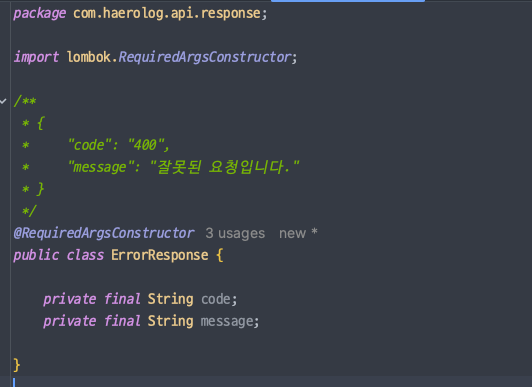 package com.haerolog.api.response;
import lombok.RequiredArgsConstructor;
/**
 * {
 *     "code": "400",
 *     "message": "잘못된 요청입니다."
 * }
 */
@RequiredArgsConstructor 3 usages new *
public class ErrorResponse {
    private final String code;
    private final String message;
}